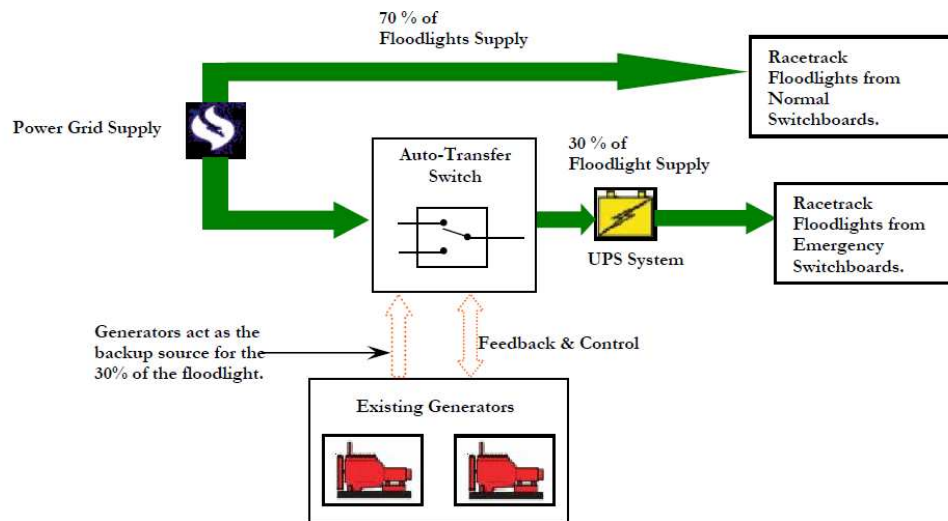 70 % of
Floodlights Supply
Racetrack
Floodlights from
Normal
Switchboards.
Power Grid Supply
Auto-Transfer
Switch
30 % of
Floodlight Supply
Racetrack
Floodlights from
Emergency
Switchboards.
UPS System
Generators act as the
backup source for the
30% of the floodlight.
Feedback & Control
Existing Generators